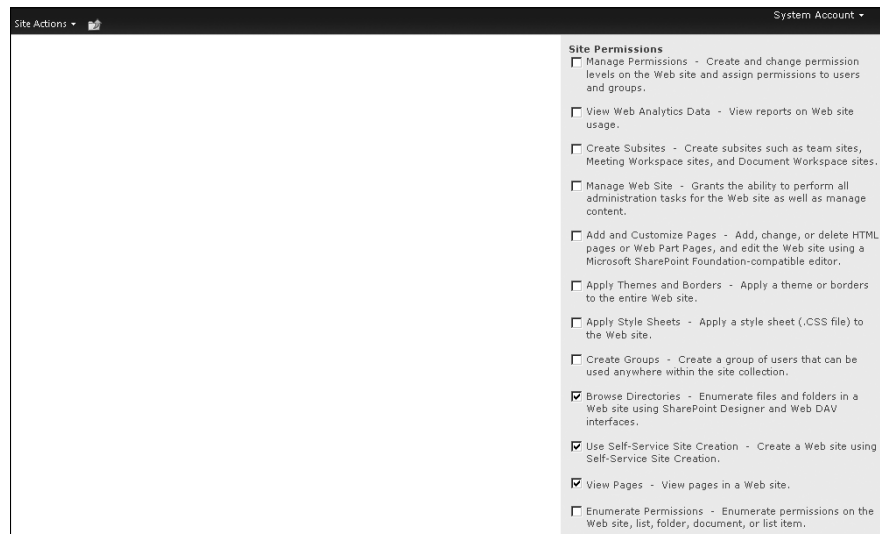 System Account
Site Actions
Site Permissions
Manage Permissions - Create and change permission
levels on the Web site and assign permissions to users
and groups.
View Web Analytics Data - View reports on Web site
usage.
Create Subsites - Create subsites such as team sites,
Meeting Workspace sites, and Document Workspace sites.
Manage Web Site - Grants the ability to perform all
administration tasks for the Web site as well as manage
content.
Add and Customize Pages - Add, change, or delete HTML
pages or Web Part Pages, and edit the Web site using a
Microsoft SharePoint Foundation-compatible editor.
Apply Themes and Borders - Apply a theme or borders
to the entire Web site.
Apply Style Sheets - Apply a style sheet (.CSS file) to
the Web site.
Create Groups - Create a group of users that can be
used anywhere within the site collection.
Browse Directories - Enumerate files and folders in a
Web site using SharePoint Designer and Web DAV
interfaces.
Use Self-Service Site Creation - Create a Web site using
Self-Service Site Creation.
View Pages - View pages in a Web site.
Enumerate Permissions - Enumerate permissions on the
Web site, list, folder, document, or list item.